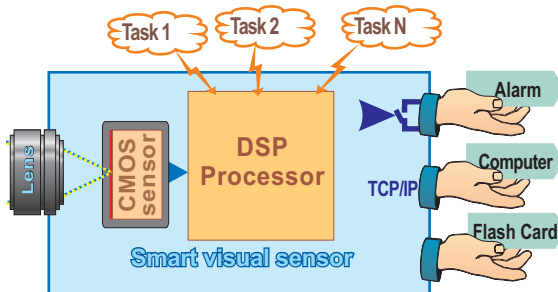 Task 1
Task 2
Task N
Alarm
Lens
CMOS
sensor
DSP
Processor
Computer
TCP/IP
Flash Card
Smart visual sensor